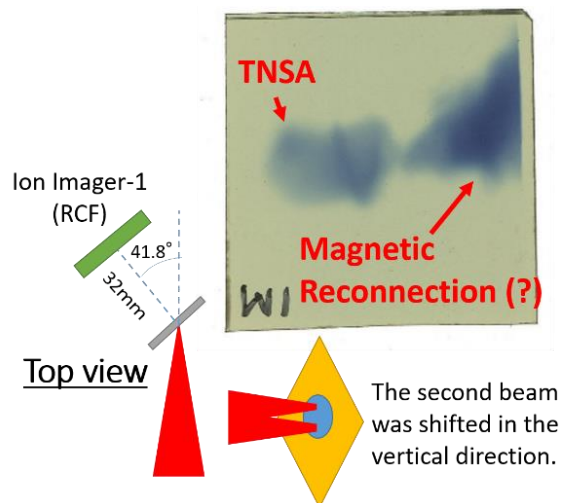 TNSA
Ion Imager-1
(RCF)
41.8°
32mm
Magnetic
Reconnection (?)
Top view
The second beam
was shifted in the
vertical direction.